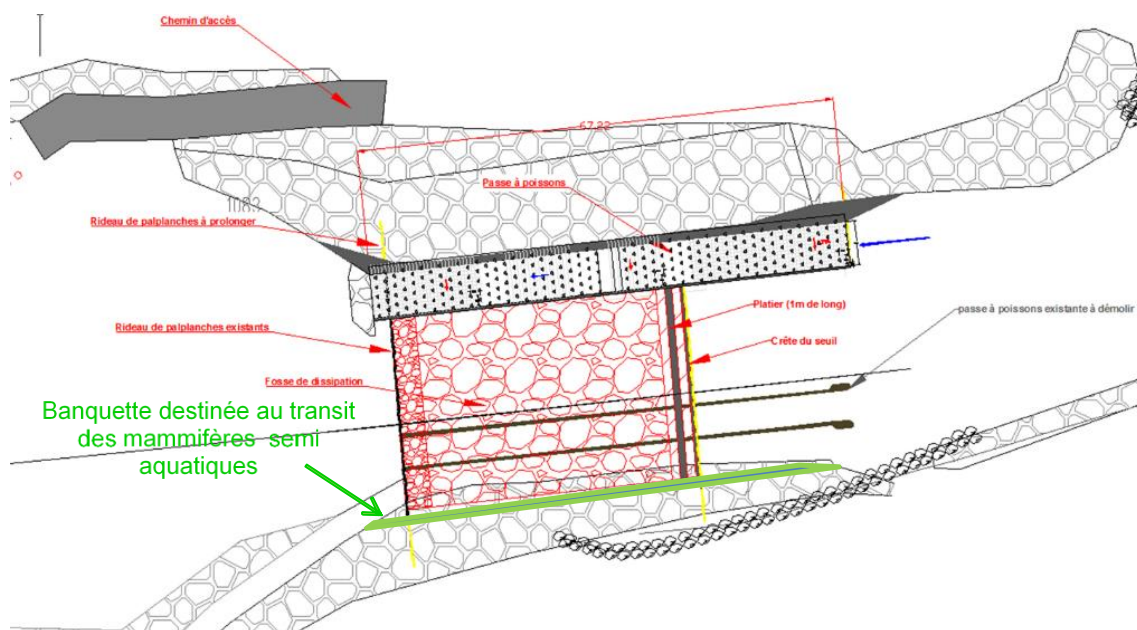 Chemin d'accès
67.22
Passe à poissons
Rideau de palplanches à prolonger
Rideau de palplanches existants
Platier (1m de long)
passe à poissons existante à démolir
Crête du seuil
Fosse de dissipation
Banquette destinée au transit
des mammifères semi
aquatiques